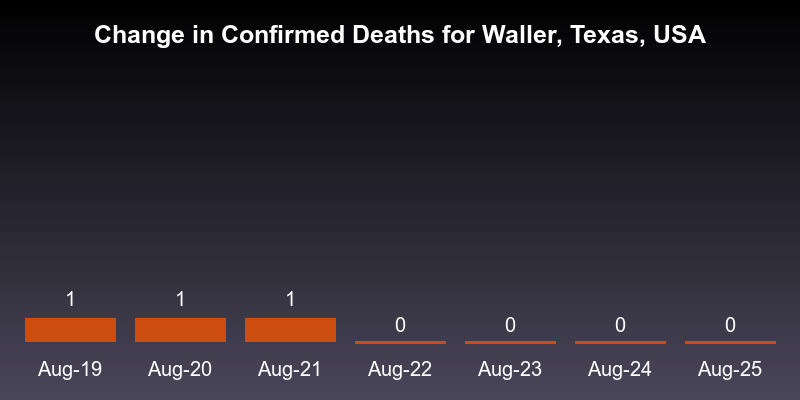 Change in Confirmed Deaths for Waller, Texas, USA
1 1 1 0 0 0 0
Aug-19 Aug-20 Aug-21 Aug-22 Aug-23 Aug-24 Aug-25